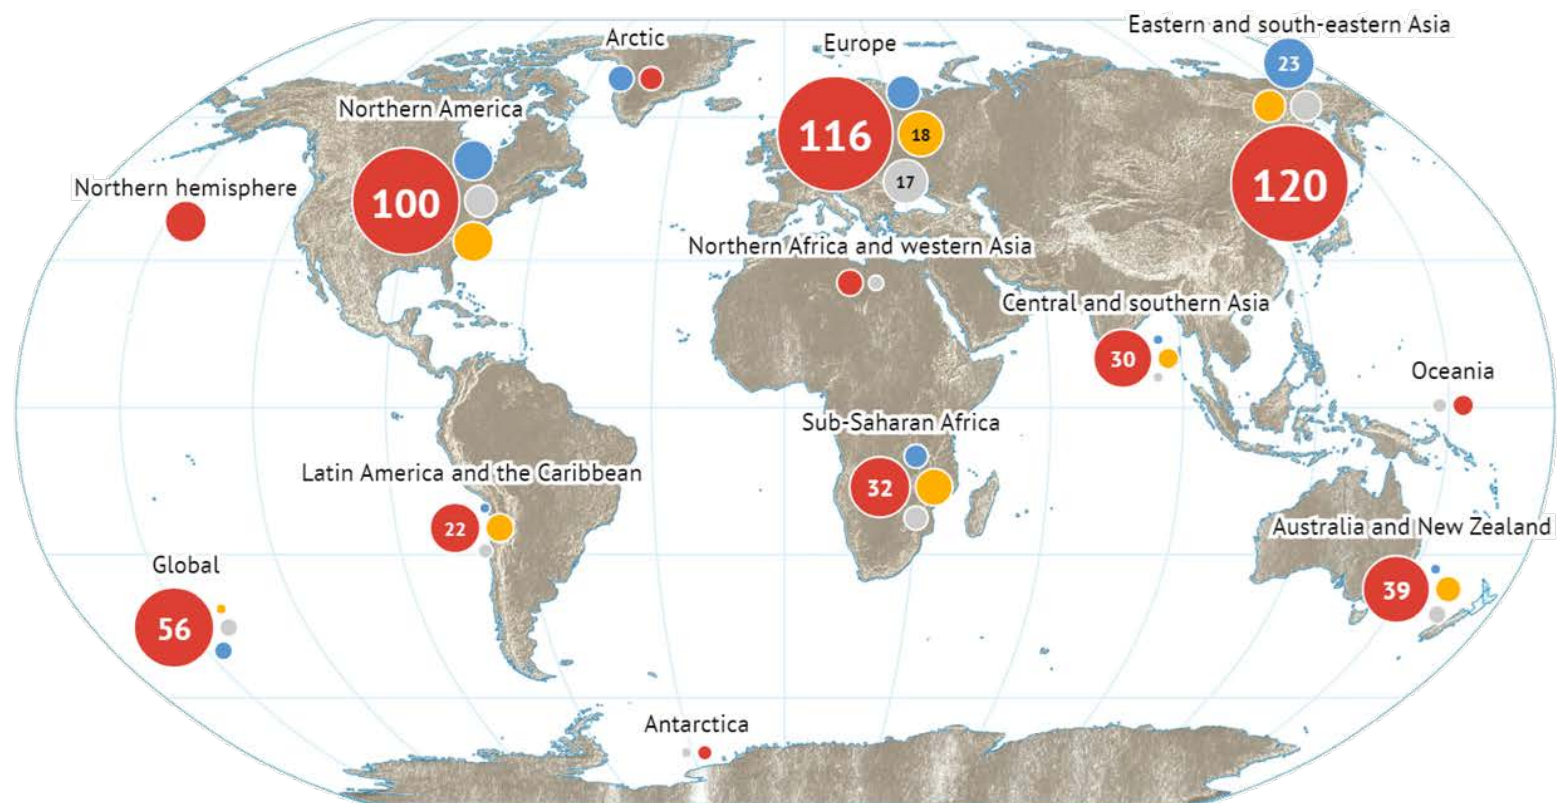 Eastern and south-eastern Asia
Arctic
Europe
23
Northern America
116
18
Northern hemisphere
100
17
120
Northern Africa and western Asia
Central and southern Asia
30
Oceania
Sub-Saharan Africa
Latin America and the Caribbean
32
22
Australia and New Zealand
Global
39
56
Antarctica